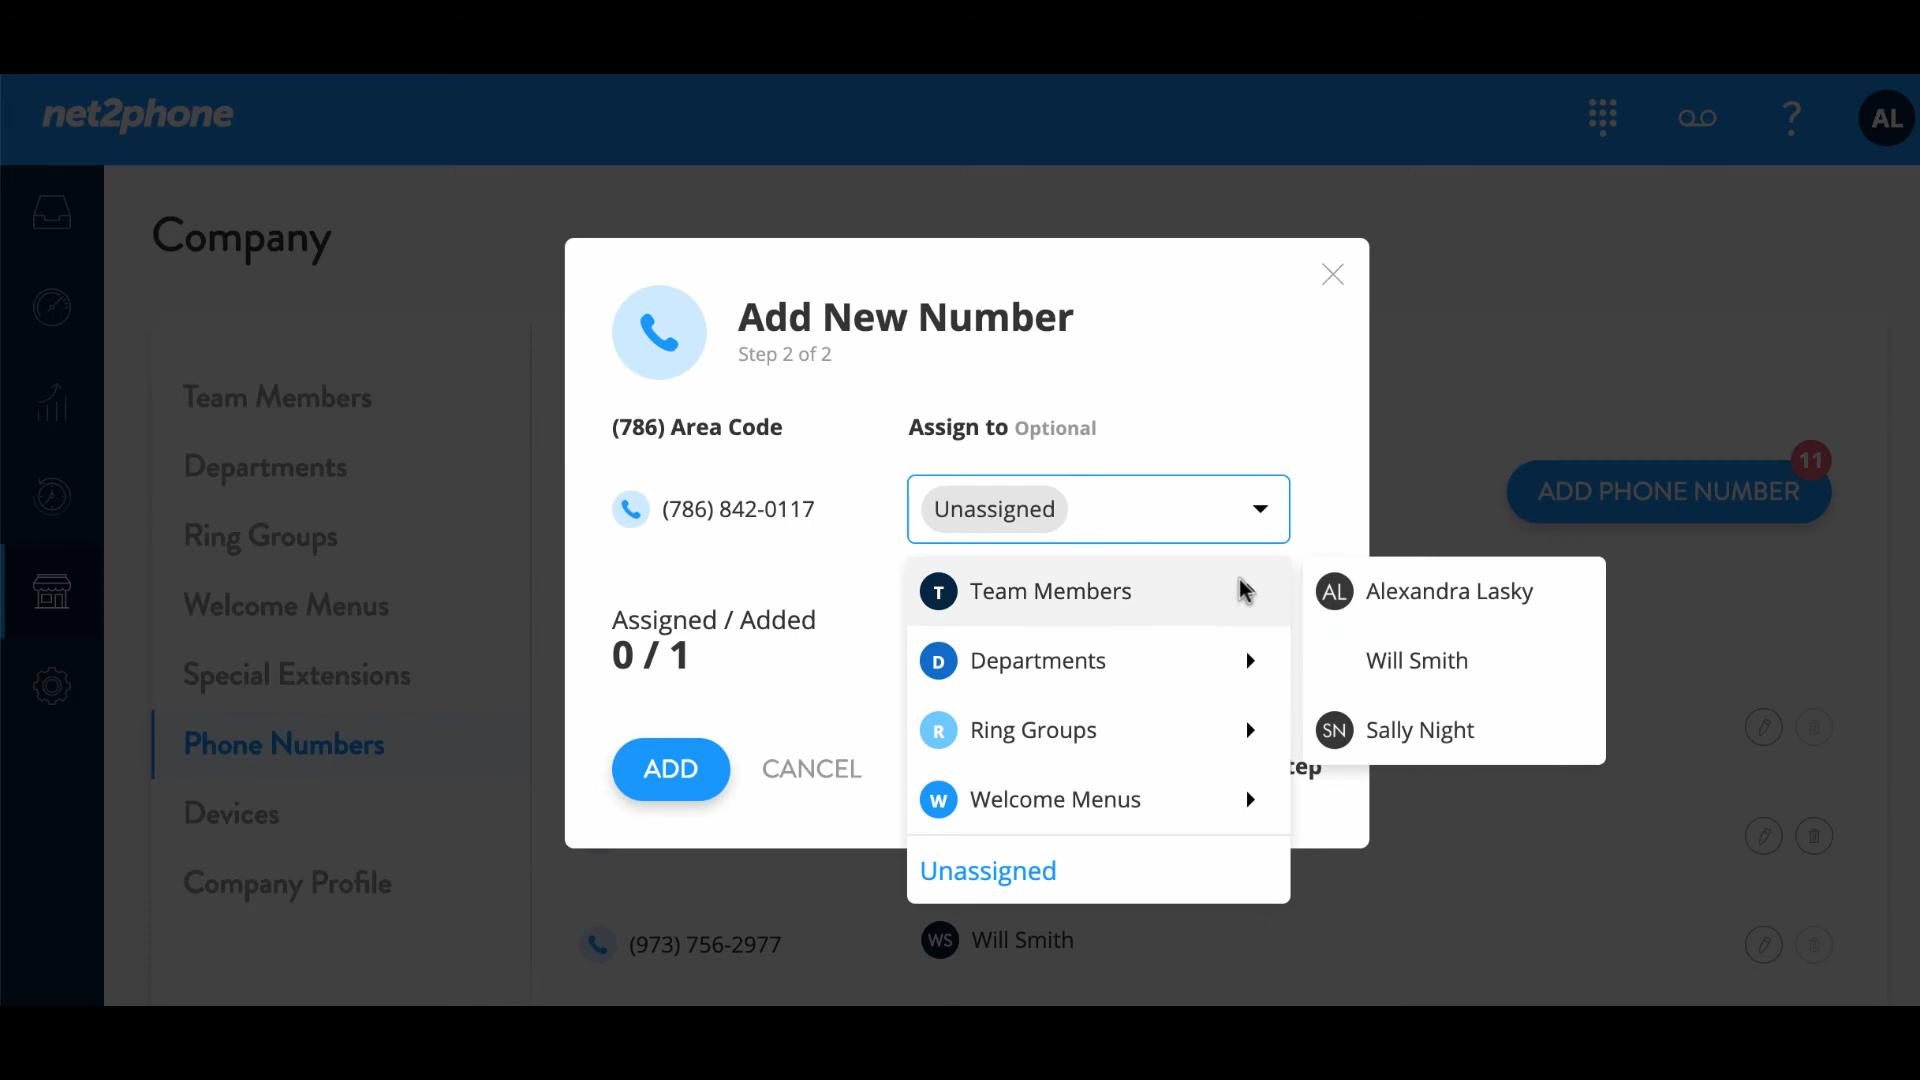 net2phone
?
AL
Company
Team Members
Departments
Ring Groups
Welcome Menus
Special Extensions
Phone Numbers
Devices
Company Profile
11
ADD PHONE NUMBER
Add New Number
Step 2 of 2
(786) Area Code
Assign to Optional
(786) 842-0117
Unassigned
Assigned / Added
0 / 1
ADD
CANCEL
tep
T Team Members
D Departments
R Ring Groups
W Welcome Menus
Unassigned
AL Alexandra Lasky
Will Smith
SN Sally Night
(973) 756-2977
WS Will Smith